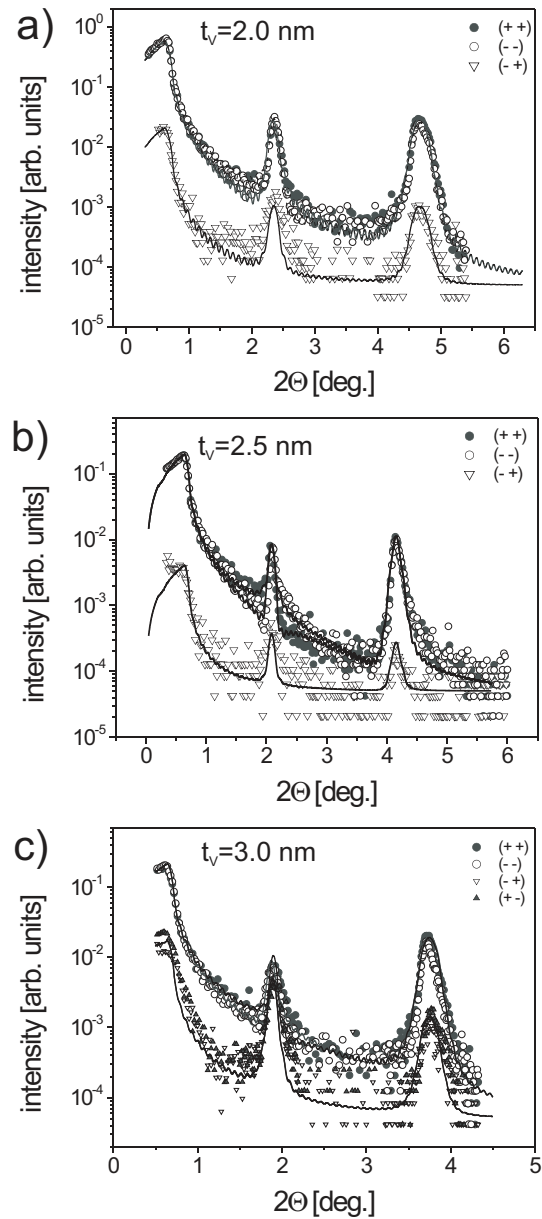 a)
t_V=2.0 nm
(+ +)
(- -)
(- +)
intensity [arb. units]
10^0
10^-1
10^-2
10^-3
10^-4
10^-5
0 1 2 3 4 5 6
2Θ [deg.]
b)
t_V=2.5 nm
(+ +)
(- -)
(- +)
intensity [arb. units]
10^-1
10^-2
10^-3
10^-4
10^-5
0 1 2 3 4 5 6
2Θ [deg.]
c)
t_V=3.0 nm
(+ +)
(- -)
(- +)
(+ -)
intensity [arb. units]
10^-1
10^-2
10^-3
10^-4
0 1 2 3 4 5
2Θ [deg.]